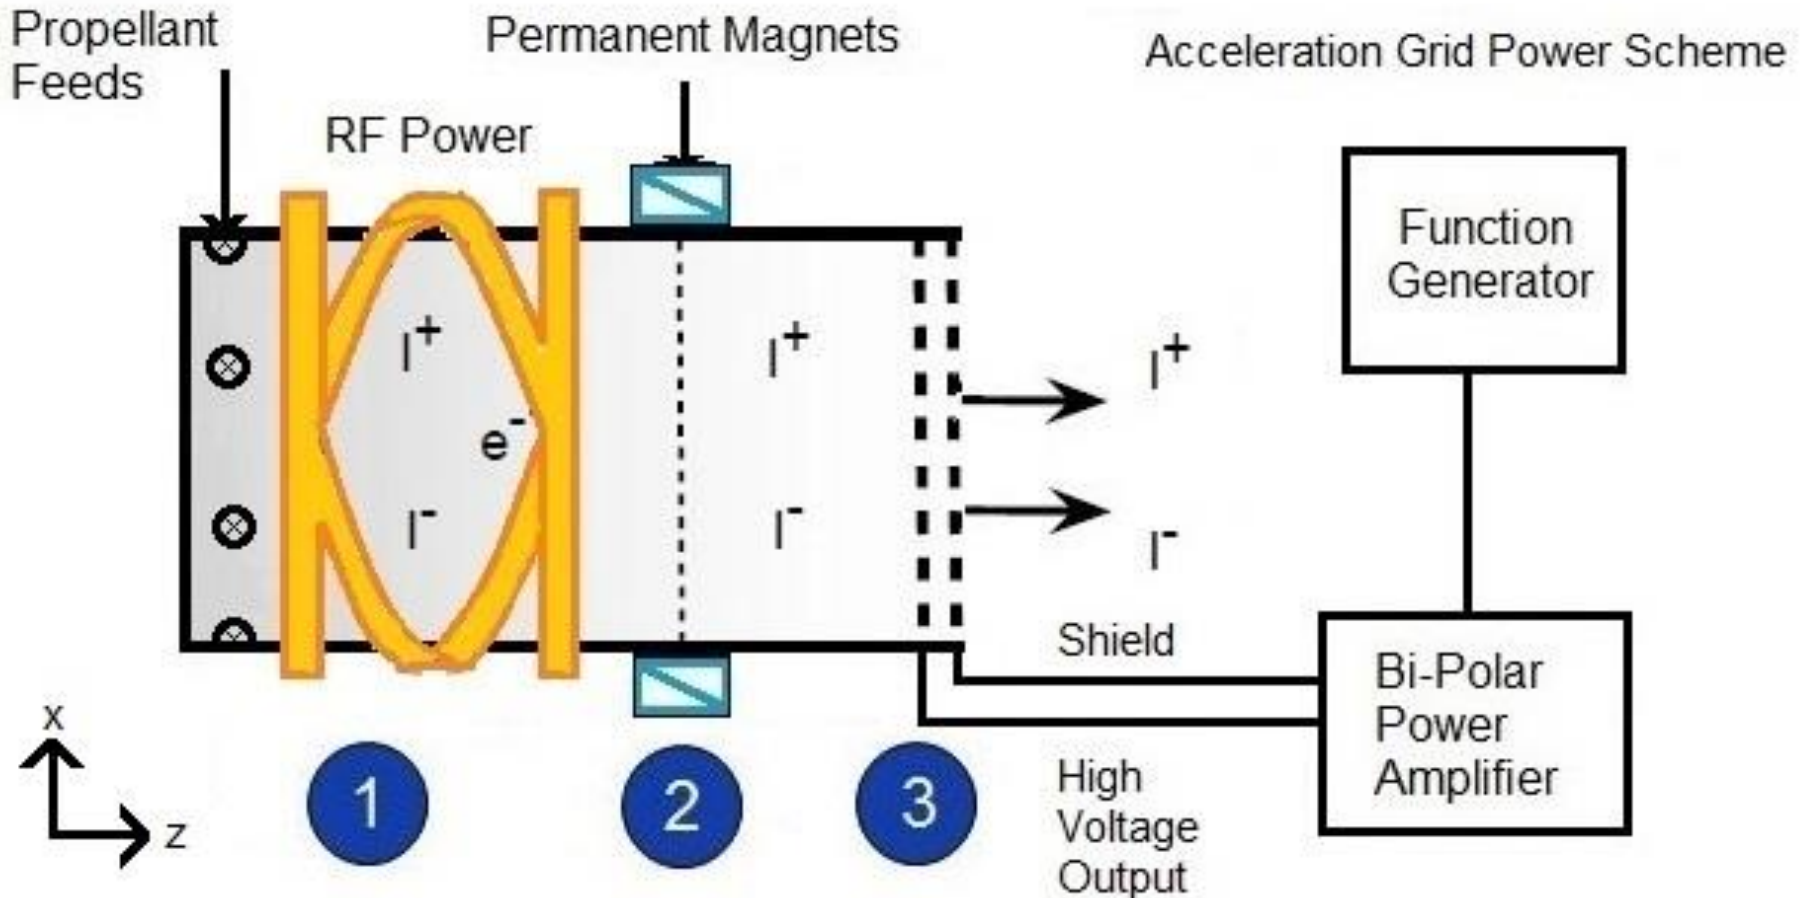 Propellant
Feeds
Permanent Magnets
Acceleration Grid Power Scheme
RF Power
Function
Generator
I+
I+
I+
e-
I-
I-
I-
Shield
Bi-Polar
Power
Amplifier
High
Voltage
Output
x
z
1
2
3